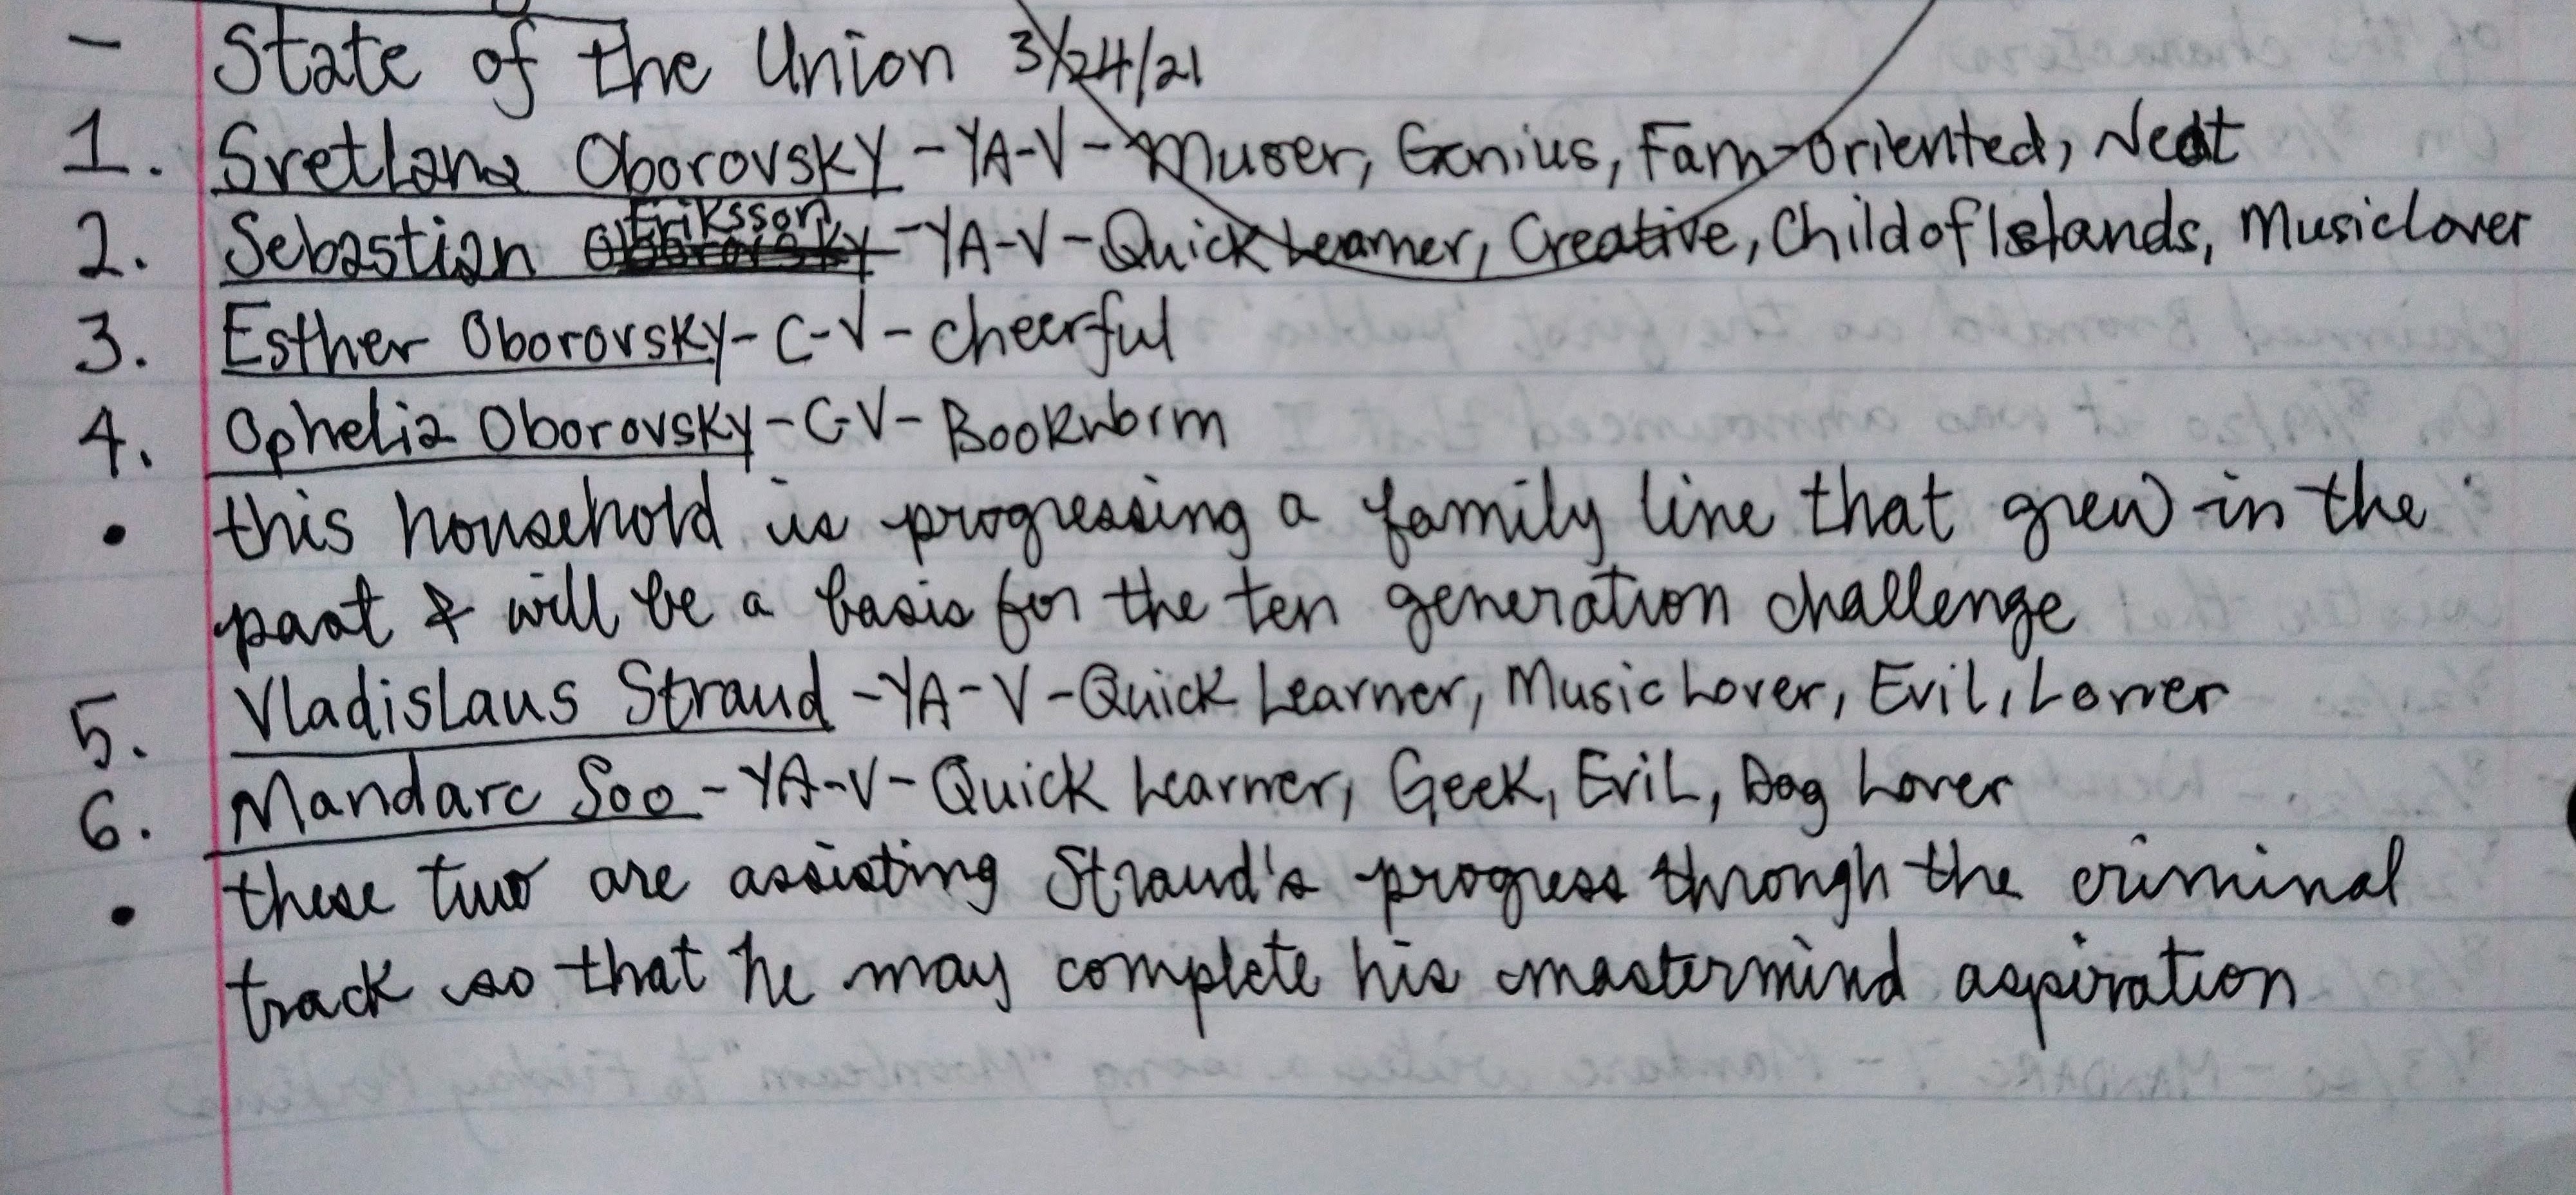 - State of the Union 3/24/21
1. Svetlana Oborovsky - YA-V- Muser, Genius, Fam-oriented, Neat
Eriksson
2. Sebastian Oborovsky - YA-V- Quick Learner, Creative, Child of Islands, Musiclover
3. Esther Oborovsky- C-V- cheerful
4. Ophelia Oborovsky- C-V- Bookworm
• this household is progressing a family line that grew in the
past & will be a basis for the ten generation challenge
5. Vladislaus Straud - YA-V-Quick Learner, Music Lover, Evil, Loner
6. Mandarc Soo - YA-V- Quick Learner, Geek, Evil, Dog Lover
• these two are assisting Straud's progress through the criminal
track so that he may complete his mastermind aspiration